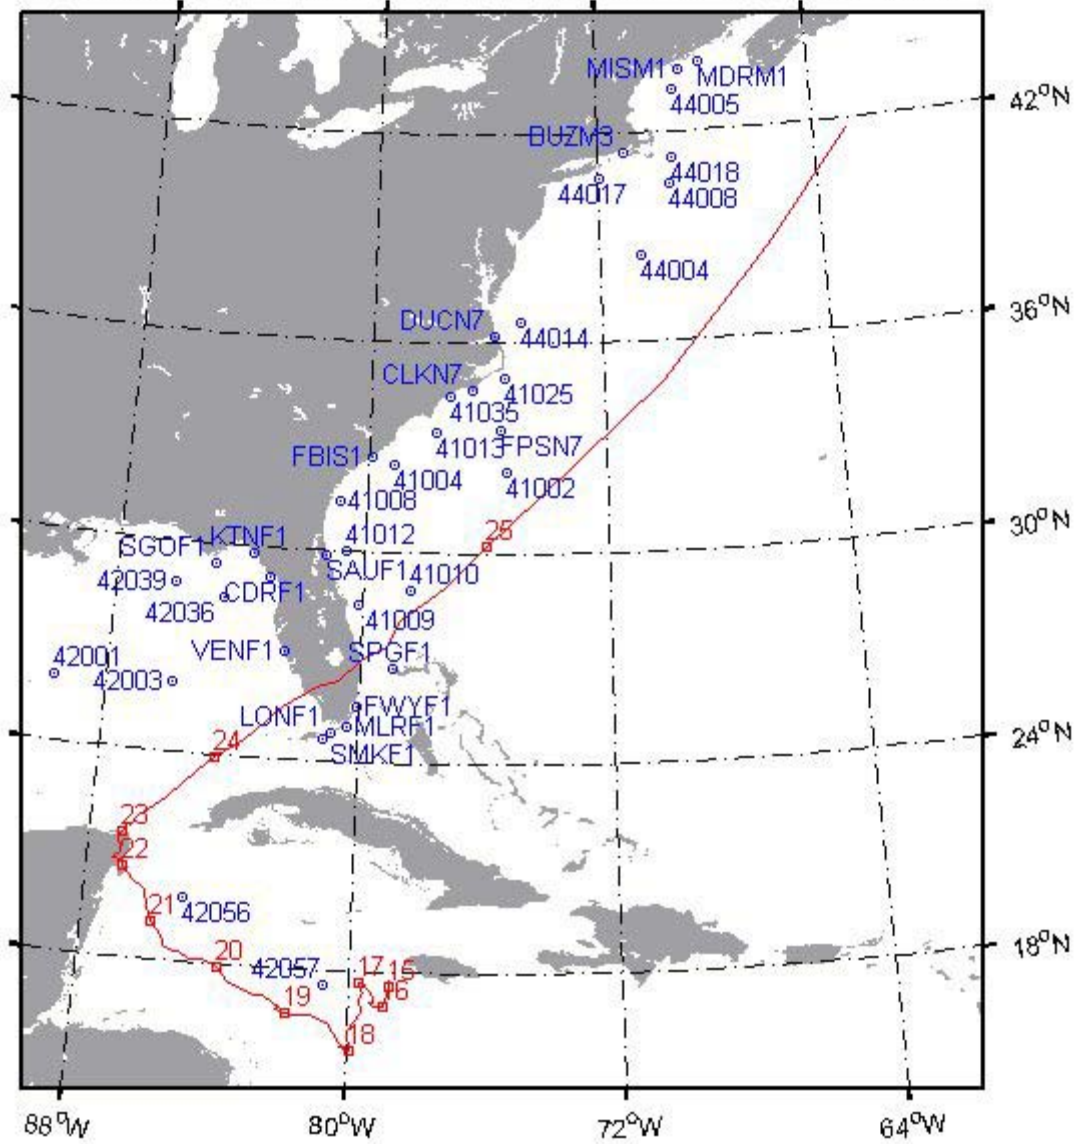 MISM1
MDRM1
44005
42°N
BUZM3
44018
44017
44008
44004
36°N
DUCN7
44014
CLKN7
41025
41035
41013
FPSN7
FBIS1
41004
41002
41008
30°N
25
41012
KTNF1
SGOF1
SAUF1
41010
42039
CDRF1
42036
41009
VENF1
SPGF1
42001
42003
FWYF1
LONF1
MLRF1
24°N
24
SMKF1
23
22
21
42056
18°N
20
42057
17
15
6
19
18
88°W
80°W
72°W
64°W